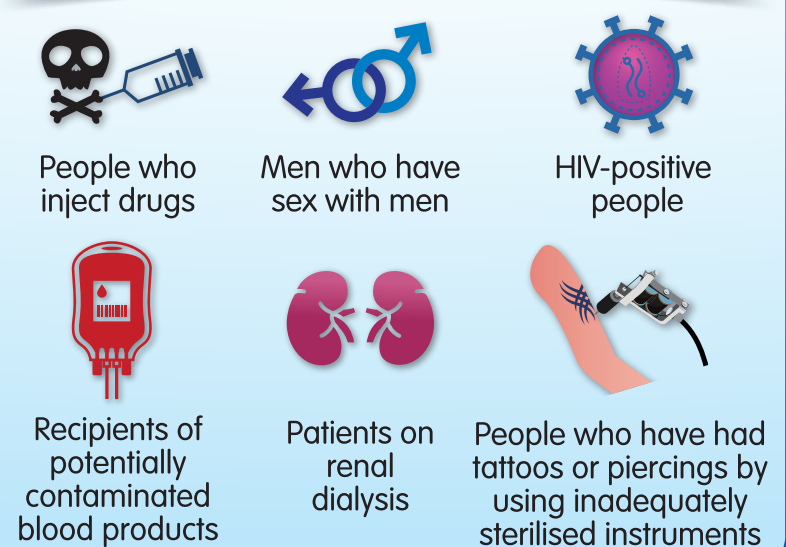 People who
inject drugs
Men who have
sex with men
HIV-positive
people
Recipients of
potentially
contaminated
blood products
Patients on
renal
dialysis
People who have had
tattoos or piercings by
using inadequately
sterilised instruments